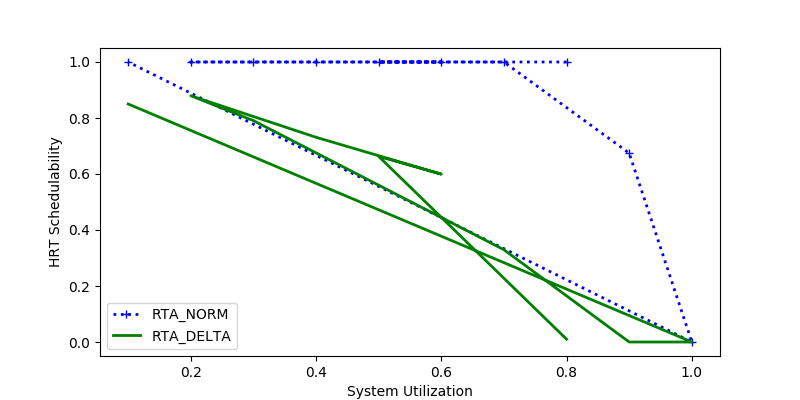 1.0
0.8
0.6
0.4
0.2
0.0
HRT Schedulability
RTA_NORM
RTA_DELTA
0.2 0.4 0.6 0.8 1.0
System Utilization